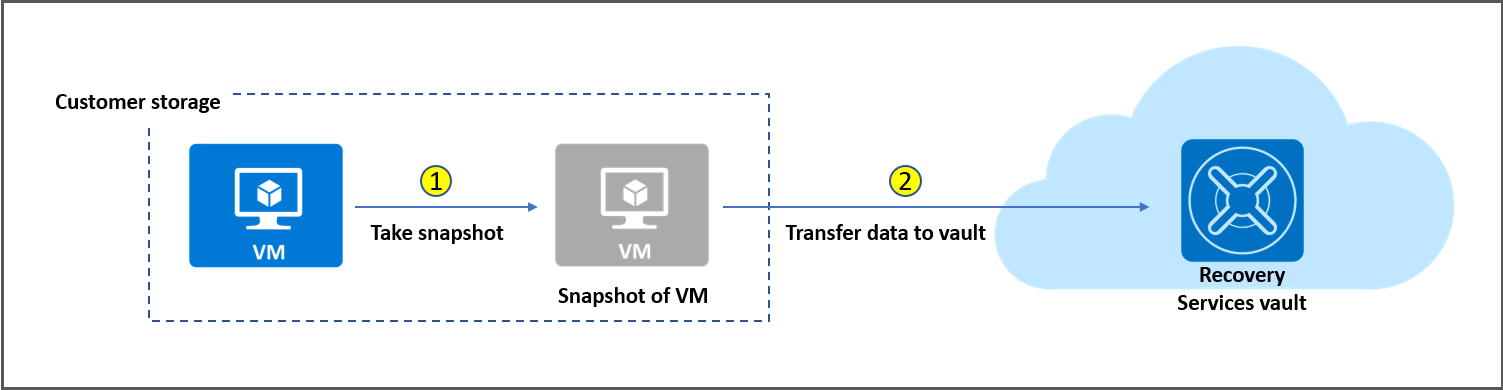 Customer storage
1
2
VM
Take snapshot
VM
Transfer data to vault
Snapshot of VM
Recovery
Services vault